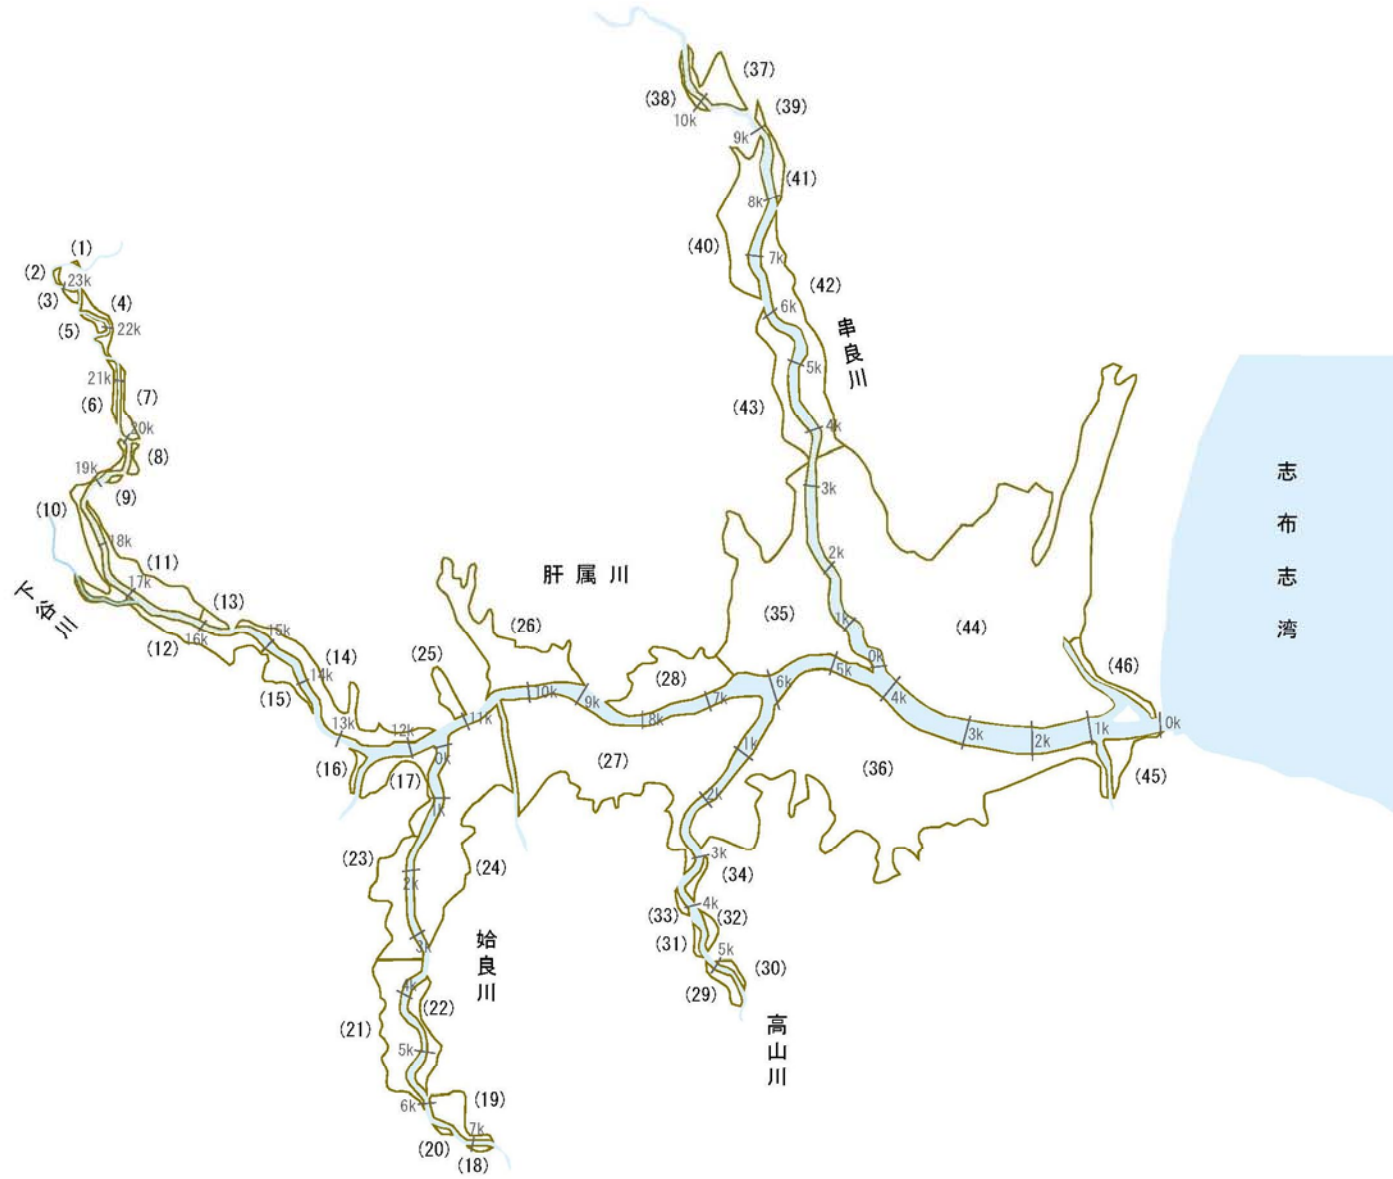 (37)
(38)
10k
(39)
9k
(41)
8k
(40)
7k
(42)
6k
串良川
5k
(43)
4k
3k
2k
1k
0k
(1)
(2)
23k
(3)
(4)
(5)
22k
21k
(6)
(7)
20k
(8)
19k
(9)
(10)
18k
(11)
17k
下谷川
(13)
16k
(12)
15k
(14)
14k
(15)
13k
(16)
12k
(17)
(25)
11k
肝属川
(26)
10k
9k
(28)
8k
7k
(27)
6k
(35)
5k
(44)
4k
3k
2k
1k
0k
(46)
(45)
(36)
志布志湾
0k
1k
(23)
2k
(24)
3k
姶良川
4k
(22)
(21)
5k
6k
(19)
7k
(20)
(18)
1k
2k
3k
(34)
4k
(33)
(32)
(31)
5k
(30)
(29)
高山川